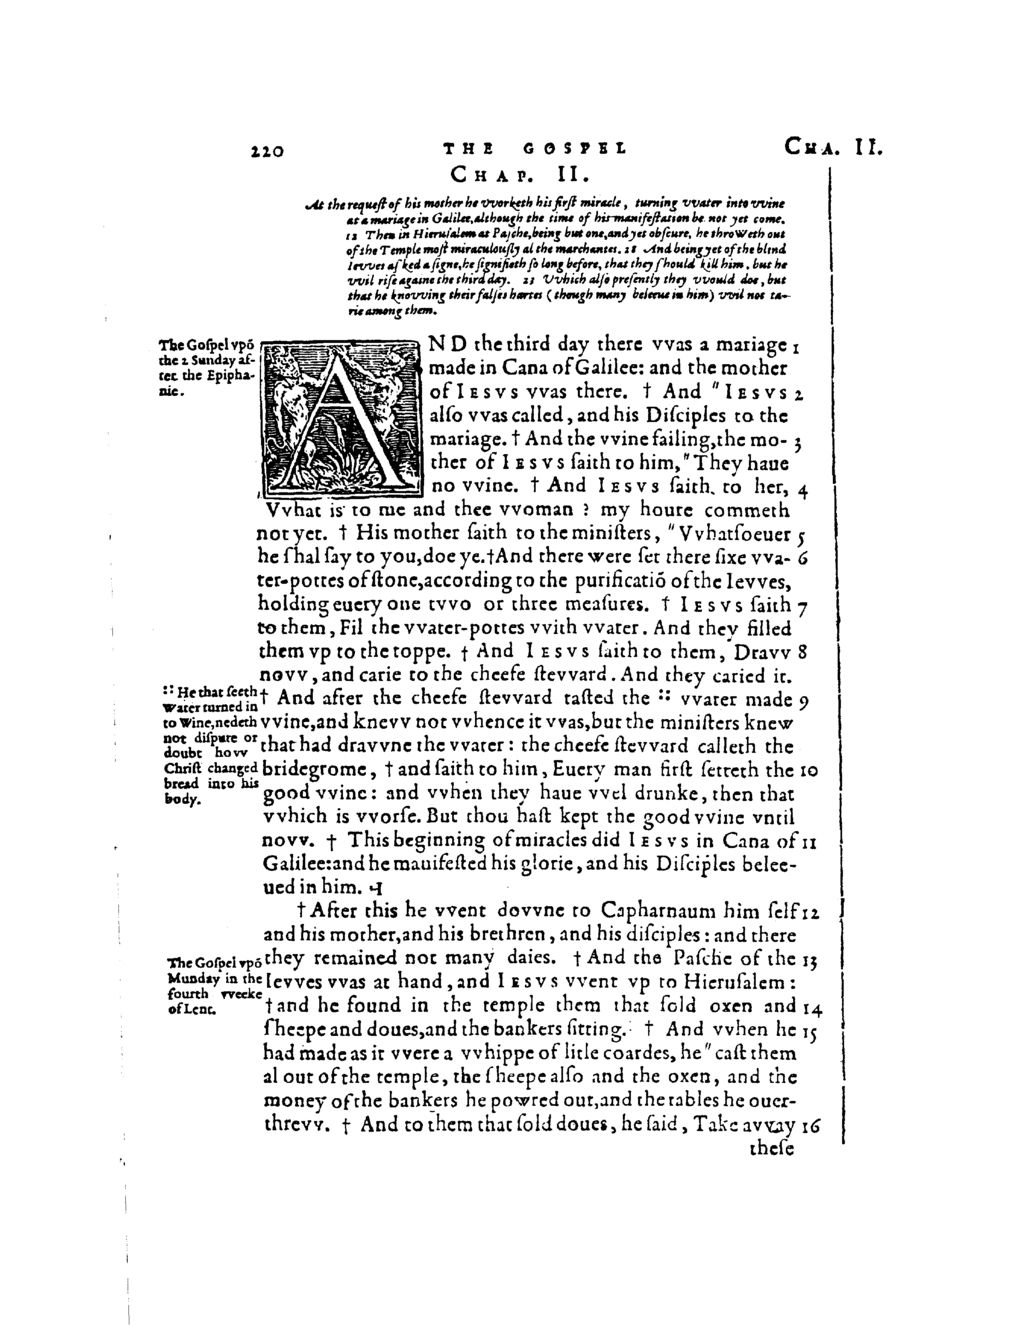 220 THE GOSPEL CHA. II.
CHAP. II.
At the requeſt of his mother he vvorketh his firſt miracle, turning vvater into vvine
at a mariage in Galilee, although the time of his manifeſtation be not yet come.
12 Then in Hieruſalem at Paſche, being but one, and yet obſcure, he throweth out
of the Temple moſt miraculouſly al the marchantes. 18 And being yet of the blind
Ievves aſked a ſigne, he ſignifieth ſo long before, that they ſhould kill him, but he
vvil riſe againe the third day. 23 Vvhich alſo preſently they vvould doe, but
that he knovving their falſes hartes (though many beleeue in him) vvil not ta-
rie among them.
The Goſpel vpō
the 2 Sunday af-
ter the Epipha-
nie.
AND the third day there vvas a mariage 1
made in Cana of Galilee: and the mother
of IESVS vvas there. † And "IESVS 2
alſo vvas called, and his Diſciples to the
mariage. † And the vvine failing, the mo- 3
ther of IESVS ſaith to him, "They haue
no vvine. † And IESVS ſaith to her, 4
Vvhat is to me and thee vvoman? my houre commeth
not yet. † His mother ſaith to the miniſters, "Vvhatſoeuer 5
he ſhal ſay to you, doe ye. † And there were ſet there ſixe vva- 6
ter-pottes of ſtone, according to the purificatiō of the Ievves,
holding euery one tvvo or three meaſures. † IESVS ſaith 7
to them, Fil the vvater-pottes vvith vvater. And they filled
them vp to the toppe. † And IESVS ſaith to them, Dravv 8
novv, and carie to the cheefe ſtevvard. And they caried it.
:: He that ſeeth
water turned in
to wine, nedeth
not diſpute or
doubt hovv
Chriſt changed
bread into his
body.
† And after the cheefe ſtevvard taſted the :: vvater made 9
vvine, and knevv not vvhence it vvas, but the miniſters knew
that had dravvne the vvater: the cheefe ſtevvard calleth the
bridegrome, † and ſaith to him, Euery man firſt ſetteth the 10
good vvine: and vvhen they haue vvel drunke, then that
vvhich is vvorſe. But thou haſt kept the good vvine vntil
novv. † This beginning of miracles did IESVS in Cana of 11
Galilee: and he manifeſted his glorie, and his Diſciples belee-
ued in him.
† After this he vvent dovvne to Capharnaum him ſelf 12
and his mother, and his brethren, and his diſciples: and there
The Goſpel vpō
Munday in the
fourth vveeke
of Lent.
they remained not many daies. † And the Paſche of the 13
Ievves vvas at hand, and IESVS vvent vp to Hieruſalem:
† and he found in the temple them that ſold oxen and 14
ſheepe and doues, and the bankers ſitting. † And vvhen he 15
had made as it vvere a vvhippe of litle coardes, he "caſt them
al out of the temple, the ſheepe alſo and the oxen, and the
money of the bankers he powred out, and the tables he ouer-
threvv. † And to them that ſold doues, he ſaid, Take avvay 16
theſe